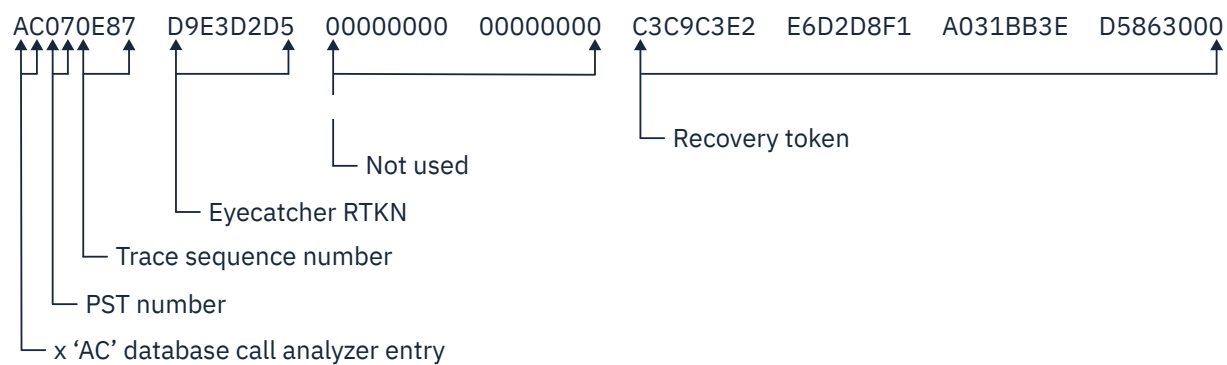 AC070E87 D9E3D2D5 00000000 00000000 C3C9C3E2 E6D2D8F1 A031BB3E D5863000
Recovery token
Not used
Eyecatcher RTKN
Trace sequence number
PST number
x ‘AC’ database call analyzer entry